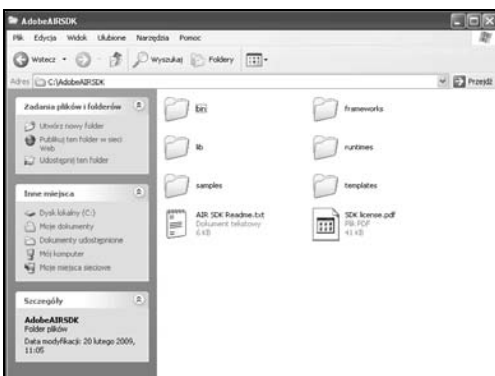 AdobeAIRSDK
Plik Edycja Widok Ulubione Narzędzia Pomoc
Wstecz Wyszukaj Foldery
Adres C:\AdobeAIRSDK Przejdź
Zadania plików i folderów
Utwórz nowy folder
Publikuj ten folder w sieci
Web
Udostępnij ten folder
Inne miejsca
Dysk lokalny (C:)
Moje dokumenty
Dokumenty udostępnione
Mój komputer
Moje miejsca sieciowe
Szczegóły
AdobeAIRSDK
Folder plików
Data modyfikacji: 20 lutego 2009,
11:05
bin
frameworks
lib
runtimes
samples
templates
AIR SDK Readme.txt
Dokument tekstowy
6 KB
SDK license.pdf
Plik PDF
41 KB